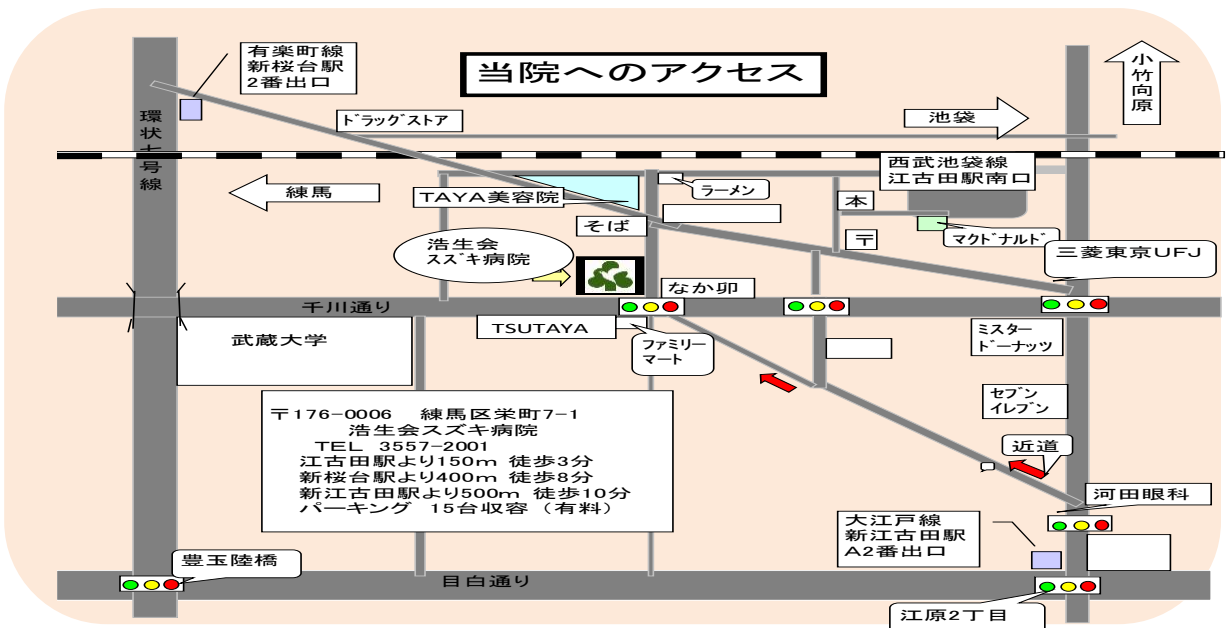 有楽町線
新桜台駅
2番出口
当院へのアクセス
小竹向原
環状七号線
ドラッグストア
池袋
西武池袋線
江古田駅南口
練馬
TAYA美容院
ラーメン
本
そば
〒
マクドナルド
浩生会
スズキ病院
三菱東京UFJ
なか卯
千川通り
TSUTAYA
ファミリー
マート
武蔵大学
ミスター
ドーナッツ
セブン
イレブン
〒176-0006 練馬区栄町7-1
浩生会スズキ病院
TEL 3557-2001
江古田駅より150m 徒歩3分
新桜台駅より400m 徒歩8分
新江古田駅より500m 徒歩10分
パーキング 15台収容（有料）
近道
河田眼科
大江戸線
新江古田駅
A2番出口
豊玉陸橋
目白通り
江原2丁目